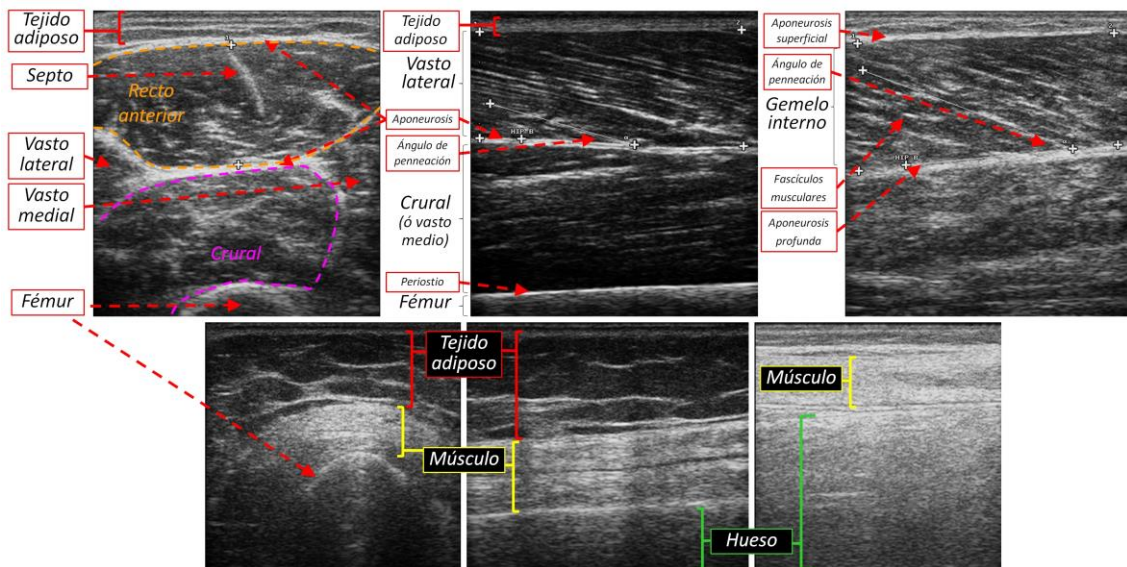 Tejido
adiposo
Septo
Recto
anterior
Vasto
lateral
Vasto
medial
Crural
Fémur
Tejido
adiposo
Vasto
lateral
Aponeurosis
Ángulo de
penneación
Crural
(ó vasto
medio)
Periostio
Fémur
Aponeurosis
superficial
Ángulo de
penneación
Gemelo
interno
Fascículos
musculares
Aponeurosis
profunda
Tejido
adiposo
Músculo
Músculo
Hueso